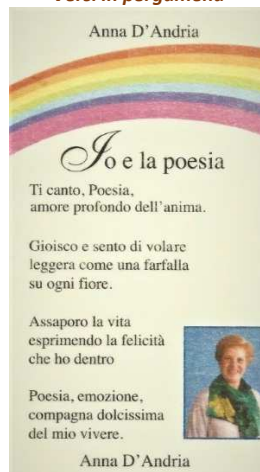 Versi in pergamena
Anna D'Andria
Io e la poesia
Ti canto, Poesia,
amore profondo dell'anima.
Gioisco e sento di volare
leggera come una farfalla
su ogni fiore.
Assaporo la vita
esprimendo la felicità
che ho dentro
Poesia, emozione,
compagna dolcissima
del mio vivere.
Anna D'Andria